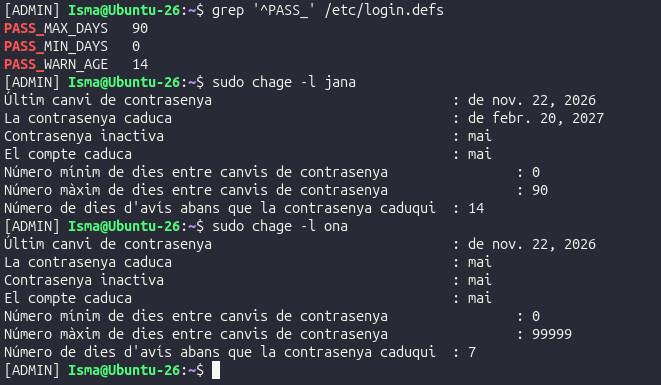 [ADMIN] Isma@Ubuntu-26:~$ grep '^PASS_' /etc/login.defs
PASS_MAX_DAYS   90
PASS_MIN_DAYS   0
PASS_WARN_AGE   14
[ADMIN] Isma@Ubuntu-26:~$ sudo chage -l jana
Últim canvi de contrasenya                              : de nov. 22, 2026
La contrasenya caduca                                   : de febr. 20, 2027
Contrasenya inactiva                                    : mai
El compte caduca                                        : mai
Número mínim de dies entre canvis de contrasenya                : 0
Número màxim de dies entre canvis de contrasenya                : 90
Número de dies d'avís abans que la contrasenya caduqui  : 14
[ADMIN] Isma@Ubuntu-26:~$ sudo chage -l ona
Últim canvi de contrasenya                              : de nov. 22, 2026
La contrasenya caduca                                   : mai
Contrasenya inactiva                                    : mai
El compte caduca                                        : mai
Número mínim de dies entre canvis de contrasenya                : 0
Número màxim de dies entre canvis de contrasenya                : 99999
Número de dies d'avís abans que la contrasenya caduqui  : 7
[ADMIN] Isma@Ubuntu-26:~$